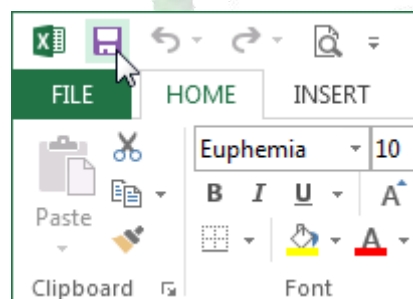 FILE HOME INSERT
Euphemia 10
B I U A
Paste A
Clipboard Font